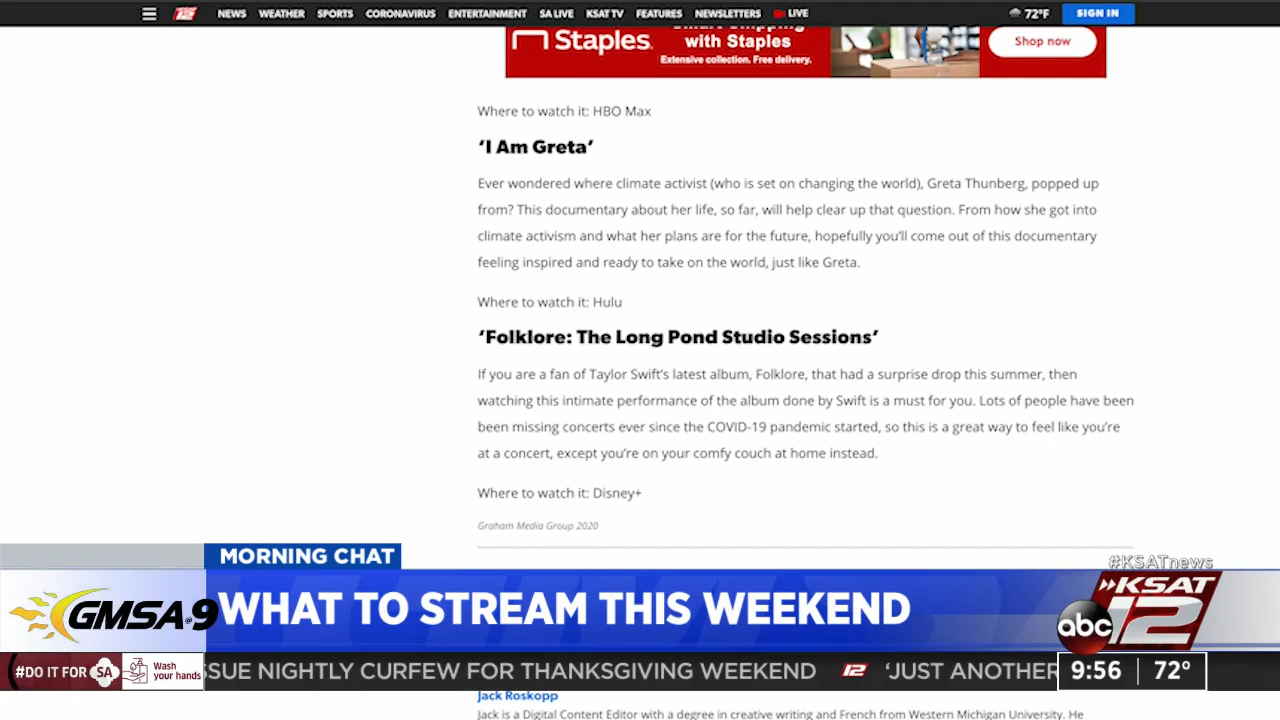 NEWS WEATHER SPORTS CORONAVIRUS ENTERTAINMENT SA LIVE KSAT TV FEATURES NEWSLETTERS LIVE 72°F SIGN IN
Staples.
with Staples
Extensive collection. Free delivery.
Shop now
Where to watch it: HBO Max
‘I Am Greta’
Ever wondered where climate activist (who is set on changing the world), Greta Thunberg, popped up
from? This documentary about her life, so far, will help clear up that question. From how she got into
climate activism and what her plans are for the future, hopefully you’ll come out of this documentary
feeling inspired and ready to take on the world, just like Greta.
Where to watch it: Hulu
‘Folklore: The Long Pond Studio Sessions’
If you are a fan of Taylor Swift’s latest album, Folklore, that had a surprise drop this summer, then
watching this intimate performance of the album done by Swift is a must for you. Lots of people have been
been missing concerts ever since the COVID-19 pandemic started, so this is a great way to feel like you’re
at a concert, except you’re on your comfy couch at home instead.
Where to watch it: Disney+
Graham Media Group 2020
MORNING CHAT
#KSATnews
GMSA@9
WHAT TO STREAM THIS WEEKEND
abc
KSAT
12
#DO IT FOR SA
Wash
your hands
SSUE NIGHTLY CURFEW FOR THANKSGIVING WEEKEND 12 ‘JUST ANOTHER
9:56 72°
Jack Roskopp
Jack is a Digital Content Editor with a degree in creative writing and French from Western Michigan University. He